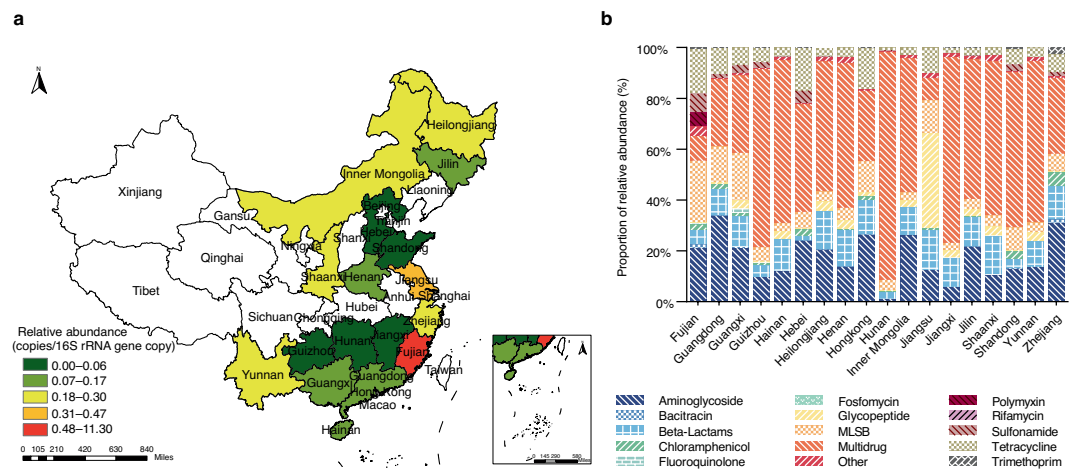 a
N
Heilongjiang
Jilin
Inner Mongolia
Liaoning
Xinjiang
Gansu
Beijing
Tianjin
Hebei
Shanxi
Ningxia
Shandong
Qinghai
Shaanxi
Henan
Jiangsu
Tibet
Anhui
Shanghai
Hubei
Sichuan
Chongqing
Zhejiang
Hunan
Jiangxi
Guizhou
Fujian
Yunnan
Guangxi
Guangdong
Taiwan
Hong Kong
Macao
Hainan
Relative abundance
(copies/16S rRNA gene copy)
0.00–0.06
0.07–0.17
0.18–0.30
0.31–0.47
0.48–11.30
0 105 210 420 630 840
Miles
0 145 290 580
Miles
b
Proportion of relative abundance (%)
100%
80%
60%
40%
20%
0%
Fujian
Guangdong
Guangxi
Guizhou
Hainan
Hebei
Heilongjiang
Henan
Hongkong
Hunan
Inner Mongolia
Jiangsu
Jiangxi
Jilin
Shaanxi
Shandong
Yunnan
Zhejiang
Aminoglycoside
Bacitracin
Beta-Lactams
Chloramphenicol
Fluoroquinolone
Fosfomycin
Glycopeptide
MLSB
Multidrug
Other
Polymyxin
Rifamycin
Sulfonamide
Tetracycline
Trimethoprim